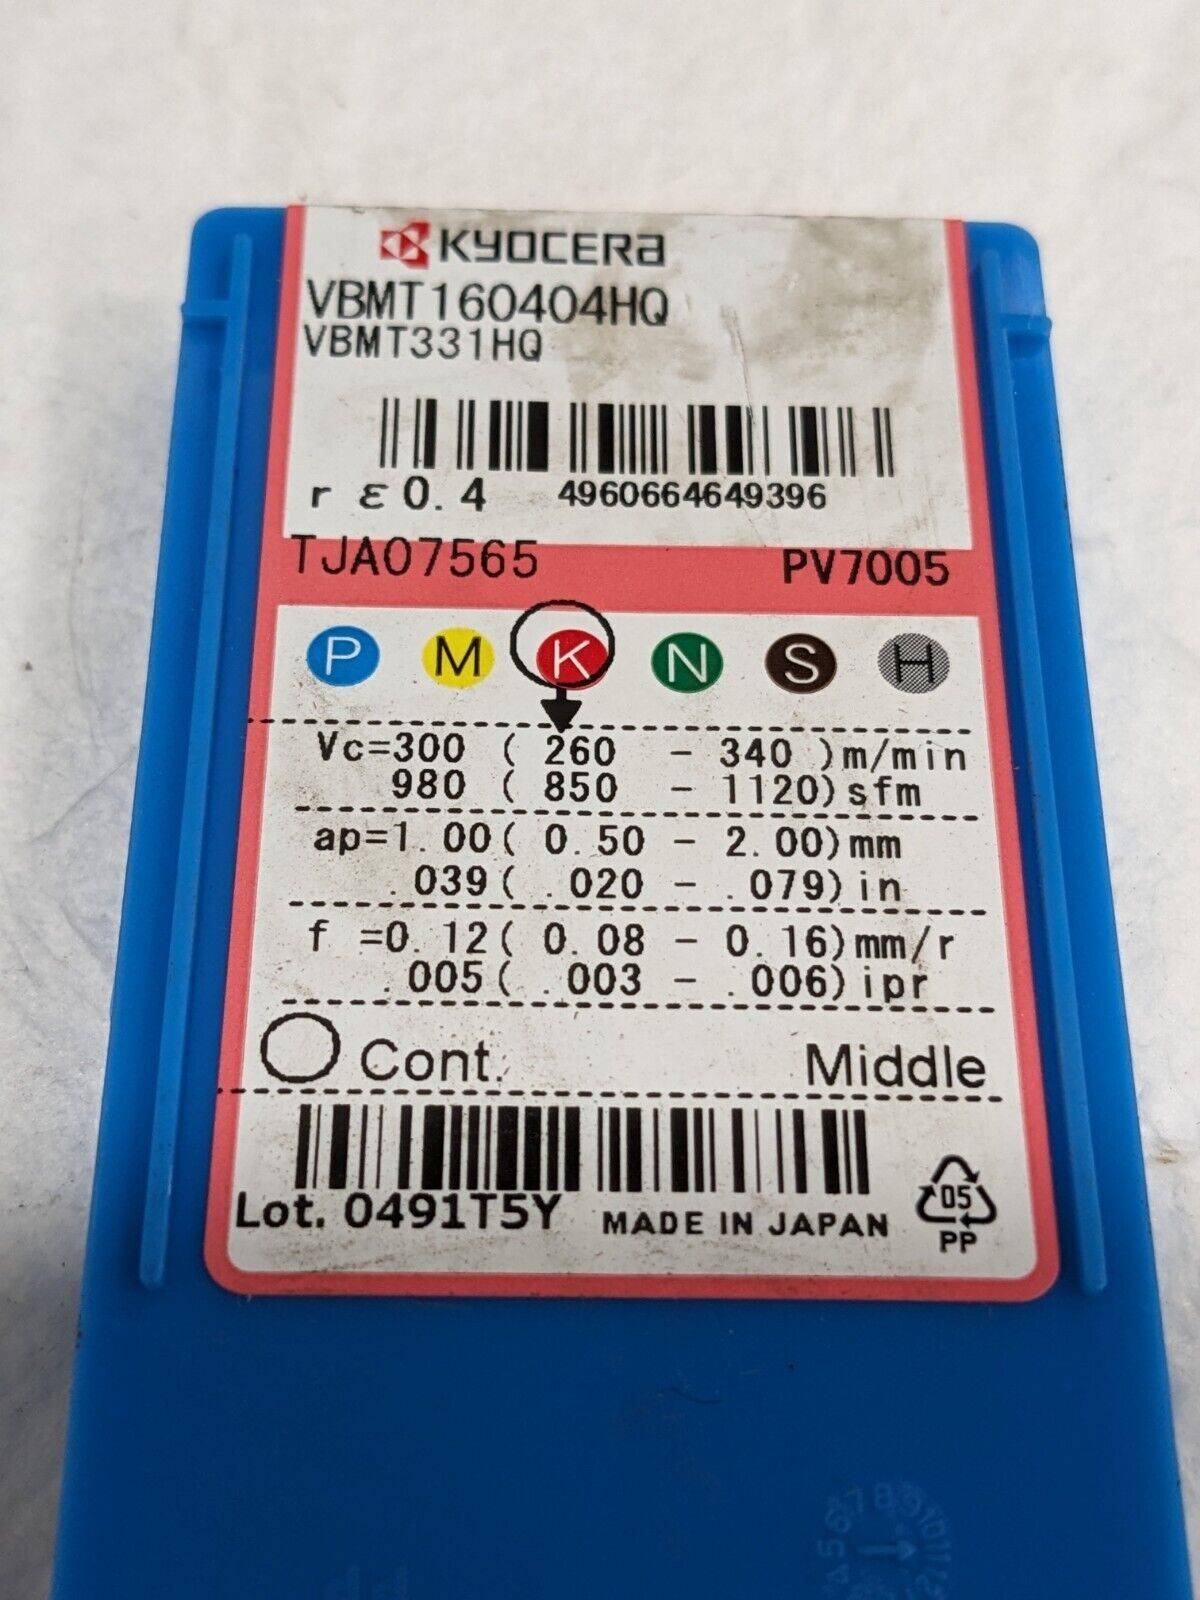 KYOCERA
VBMT160404HQ
VBMT331HQ
rε0.4 4960664649396
TJA07565 PV7005
P M K N S H
Vc=300 ( 260 - 340 )m/min
980 ( 850 - 1120)sfm
ap=1.00( 0.50 - 2.00)mm
.039( .020 - .079)in
f =0.12( 0.08 - 0.16)mm/r
.005( .003 - .006)ipr
Cont. Middle
Lot. 0491T5Y MADE IN JAPAN
05
PP